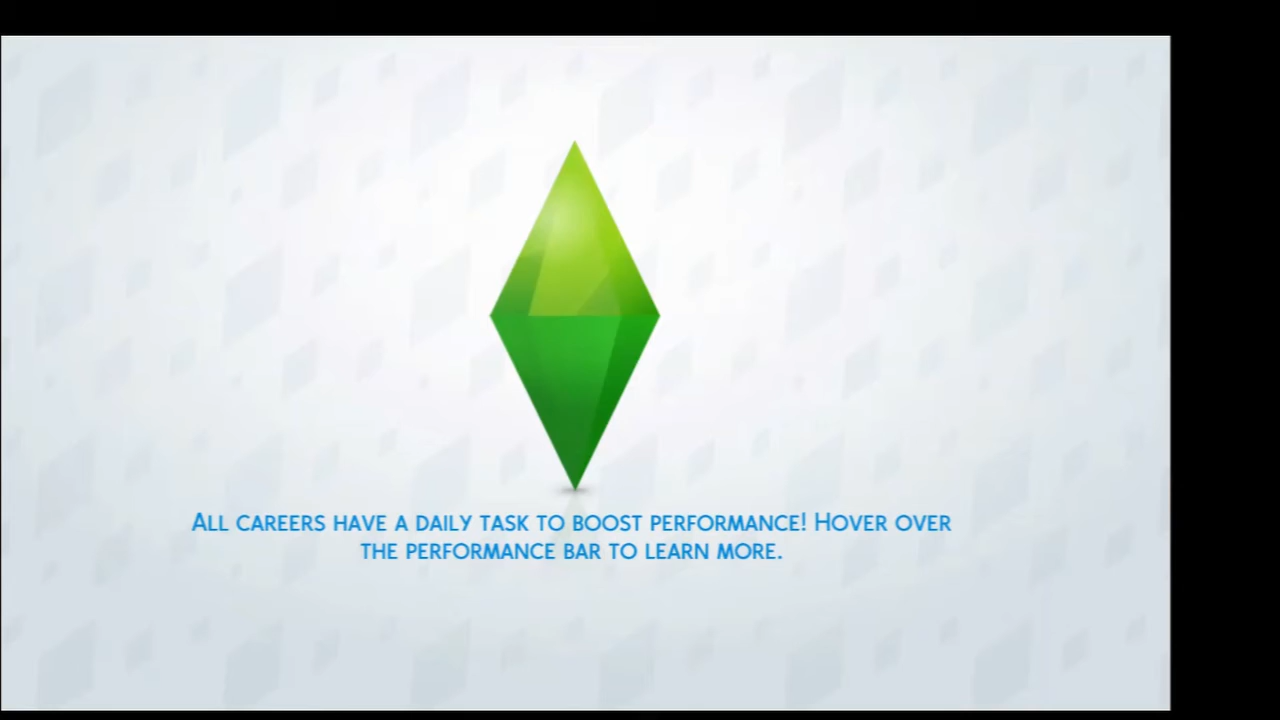 All careers have a daily task to boost performance! Hover over
the performance bar to learn more.